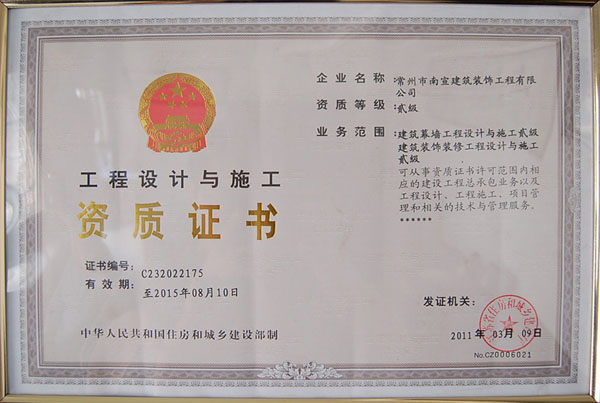 企业名称:常州市南宣建筑装饰工程有限
公司
资质等级:贰级
业务范围:建筑幕墙工程设计与施工贰级
建筑装饰装修工程设计与施工
贰级
可从事资质证书许可范围内相
应的建设工程总承包业务以及
工程设计、工程施工、项目管
理和相关的技术与管理服务。
******
工程设计与施工
资质证书
证书编号:C232022175
有效期:至2015年08月10日
中华人民共和国住房和城乡建设部制
发证机关:
2011年03月09日
No.CZ0006021